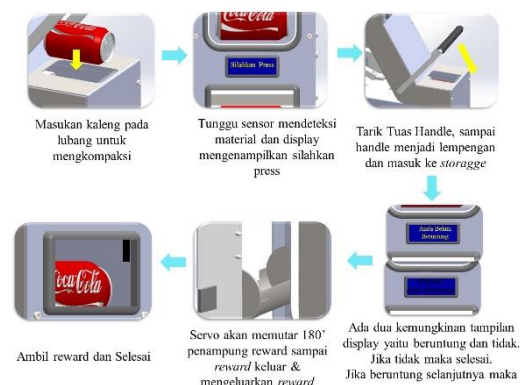 Coca-Cola
Silahkan Press
Masukan kaleng pada
lubang untuk
mengkompaksi
Tunggu sensor mendeteksi
material dan display
mengenampilkan silahkan
press
Tarik Tuas Handle, sampai
handle menjadi lempengan
dan masuk ke storagge
Anda Belum
Beruntung
Coca-Cola
Ambil reward dan Selesai
Servo akan memutar 180'
penampung reward sampai
reward keluar &
mengeluarkan reward
Ada dua kemungkinan tampilan
display yaitu beruntung dan tidak.
Jika tidak maka selesai.
Jika beruntung selanjutnya maka